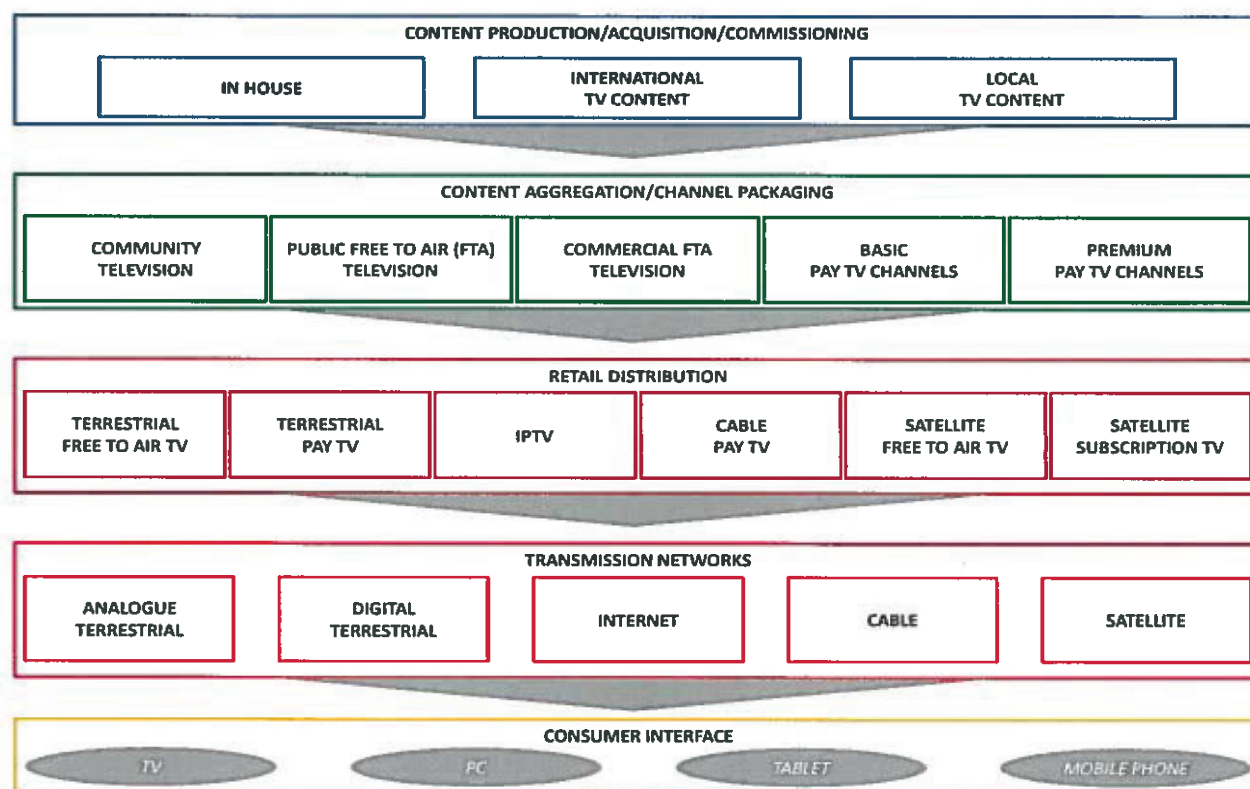 CONTENT PRODUCTION/ACQUISITION/COMMISSIONING
IN HOUSE
INTERNATIONAL
TV CONTENT
LOCAL
TV CONTENT
CONTENT AGGREGATION/CHANNEL PACKAGING
COMMUNITY
TELEVISION
PUBLIC FREE TO AIR (FTA)
TELEVISION
COMMERCIAL FTA
TELEVISION
BASIC
PAY TV CHANNELS
PREMIUM
PAY TV CHANNELS
RETAIL DISTRIBUTION
TERRESTRIAL
FREE TO AIR TV
TERRESTRIAL
PAY TV
IPTV
CABLE
PAY TV
SATELLITE
FREE TO AIR TV
SATELLITE
SUBSCRIPTION TV
TRANSMISSION NETWORKS
ANALOGUE
TERRESTRIAL
DIGITAL
TERRESTRIAL
INTERNET
CABLE
SATELLITE
CONSUMER INTERFACE
TV
PC
TABLET
MOBILE PHONE